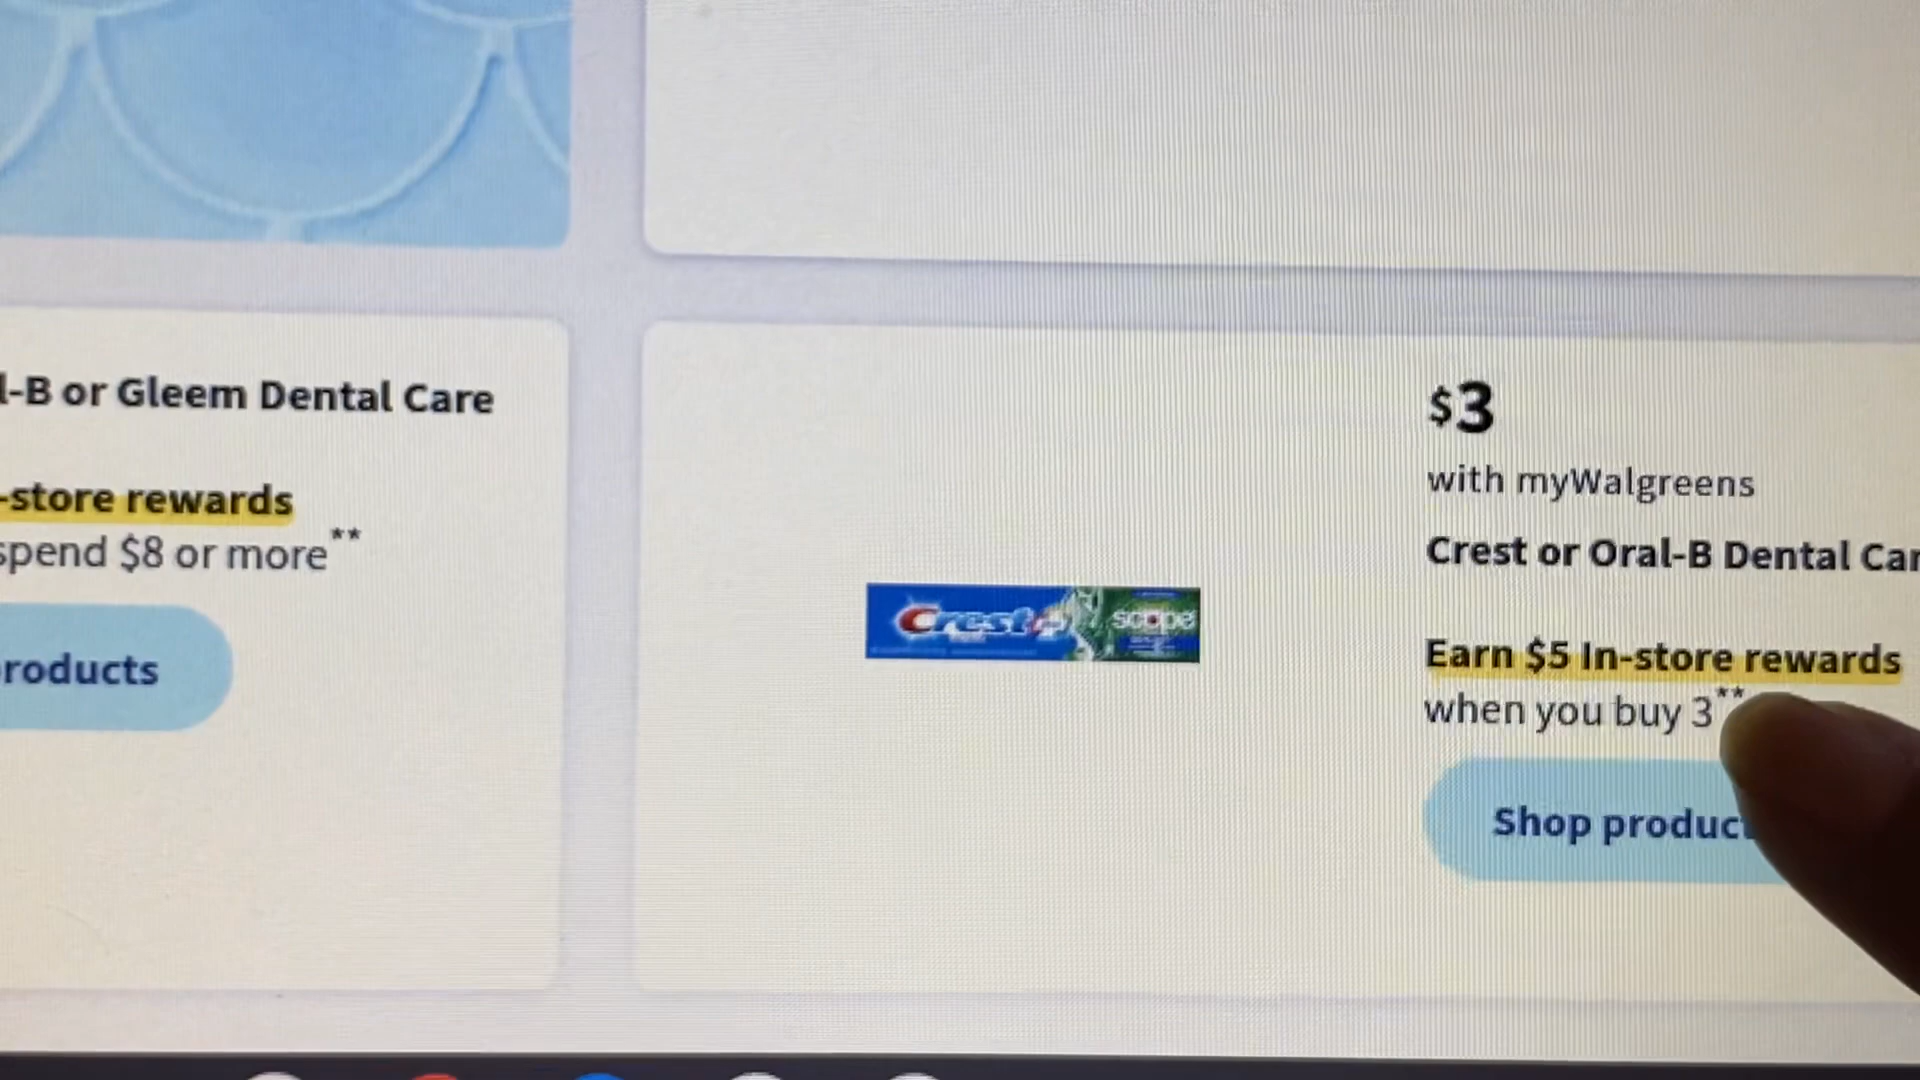 l-B or Gleem Dental Care
-store rewards
spend $8 or more**
roducts
$3
with myWalgreens
Crest or Oral-B Dental Car
Earn $5 In-store rewards
when you buy 3**
Shop product
Crest+
scope